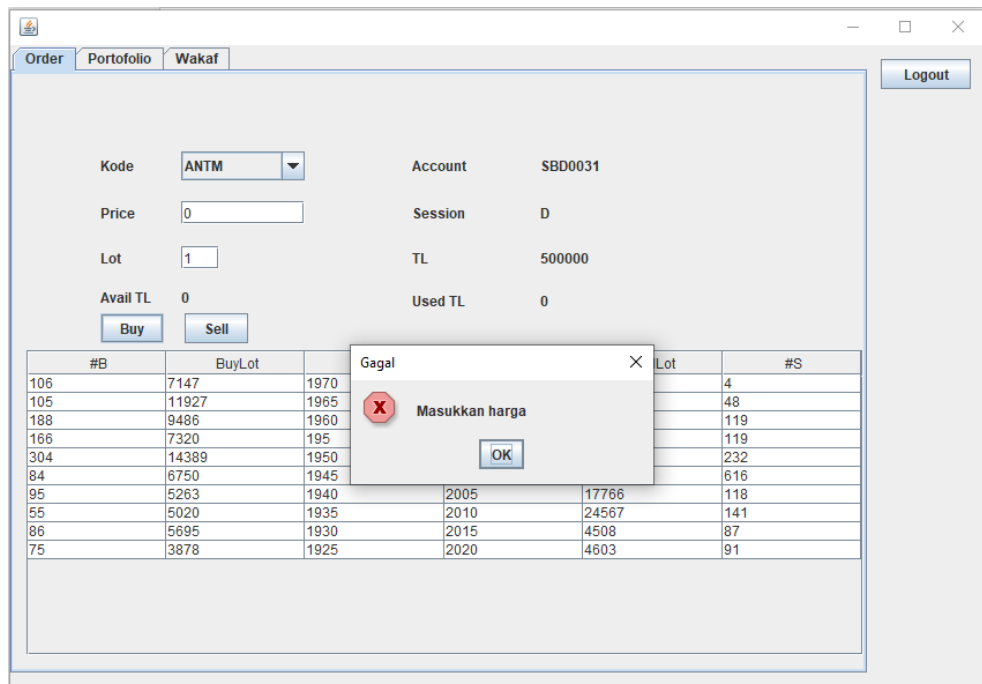 Order Portofolio Wakaf
Logout
Kode ANTM Account SBD0031
Price 0 Session D
Lot 1 TL 500000
Avail TL 0 Used TL 0
Buy Sell
#B BuyLot Lot #S
Gagal
Masukkan harga
OK
106 7147 1970 4
105 11927 1965 48
188 9486 1960 119
166 7320 195 119
304 14389 1950 232
84 6750 1945 616
95 5263 1940 2005 17766 118
55 5020 1935 2010 24567 141
86 5695 1930 2015 4508 87
75 3878 1925 2020 4603 91